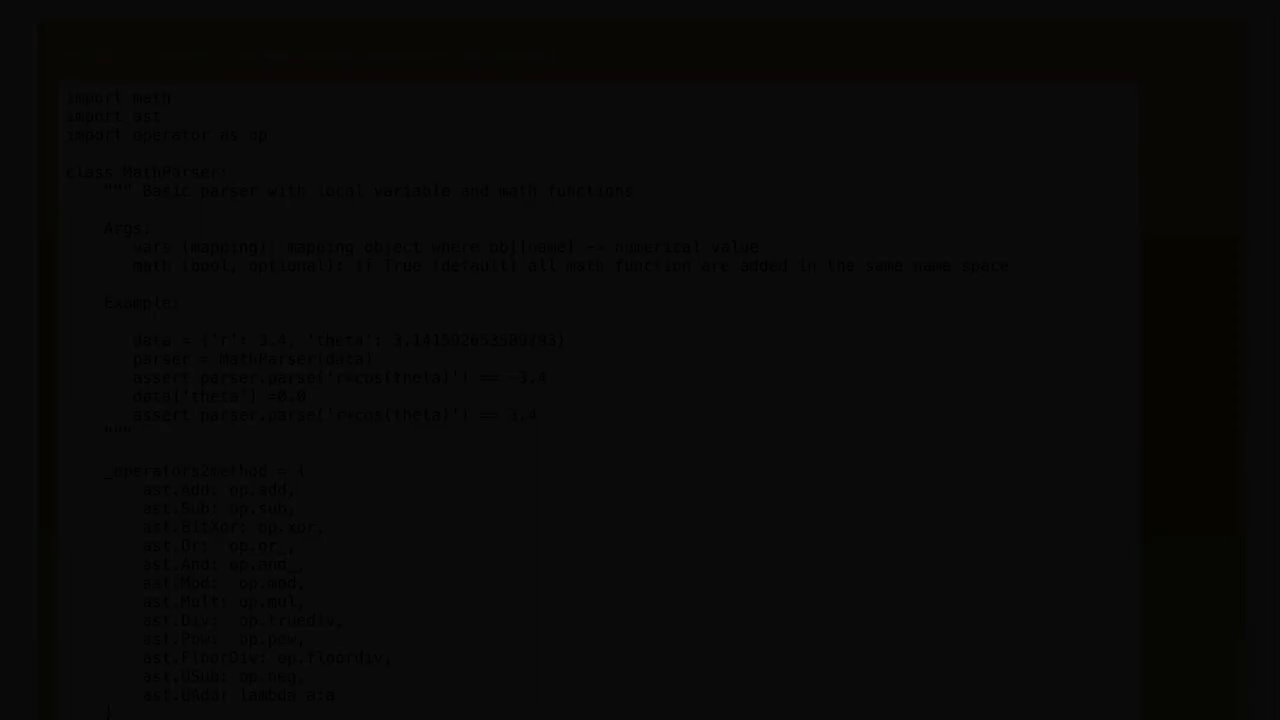 import math
import ast
import operator as op
class MathParser:
""" Basic parser with local variable and math functions
Args:
vars (mapping): mapping object where obj[name] -> numerical value
math (bool, optional): if True (default) all math function are added in the same name space
Example:
data = {'r': 3.4, 'theta': 3.141592653589793}
parser = MathParser(data)
assert parser.parse('r*cos(theta)') == -3.4
data['theta'] =0.0
assert parser.parse('r*cos(theta)') == 3.4
"""
_operators2method = {
ast.Add: op.add,
ast.Sub: op.sub,
ast.BitXor: op.xor,
ast.Or:  op.or_,
ast.And: op.and_,
ast.Mod:  op.mod,
ast.Mult: op.mul,
ast.Div:  op.truediv,
ast.Pow:  op.pow,
ast.FloorDiv: op.floordiv,
ast.USub: op.neg,
ast.UAdd: lambda a:a
}